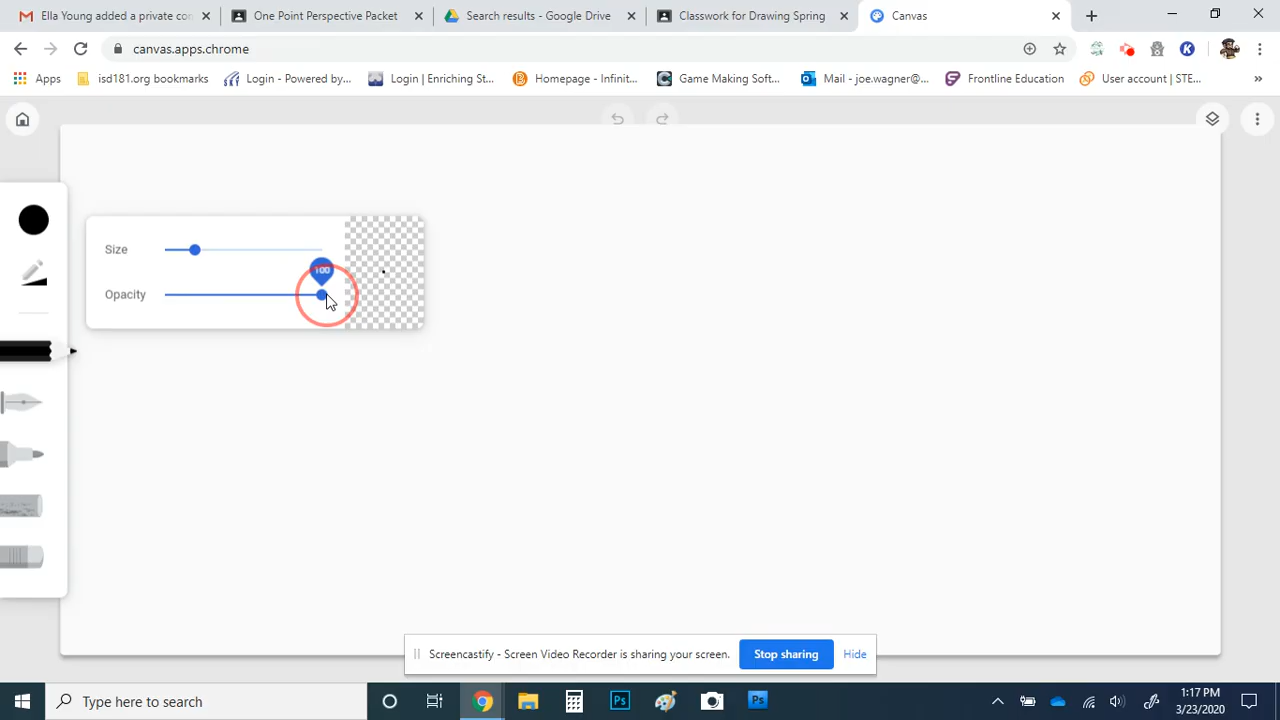 Ella Young added a private co
One Point Perspective Packe
Search results - Google Drive
Classwork for Drawing Spring
Canvas
canvas.apps.chrome
K
Apps
isd181.org bookmarks
Login - Powered by...
Login | Enriching St...
Homepage - Infinit...
Game Making Soft...
Mail - joe.wagner@...
Frontline Education
User account | STE...
»
Size
100
Opacity
Screencastify - Screen Video Recorder is sharing your screen.
Stop sharing
Hide
Type here to search
Ps
Ps
1:17 PM
3/23/2020